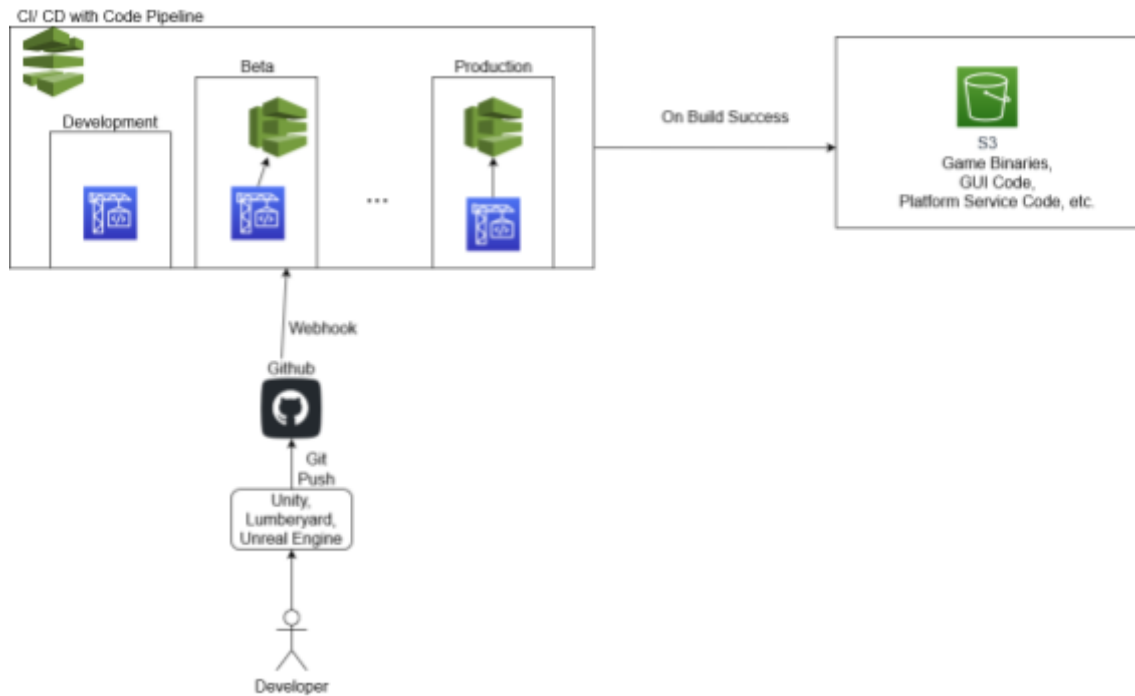 CI/ CD with Code Pipeline
Beta
Production
Development
...
On Build Success
S3
Game Binaries,
GUI Code,
Platform Service Code, etc.
Webhook
Github
Git
Push
Unity,
Lumberyard,
Unreal Engine
Developer